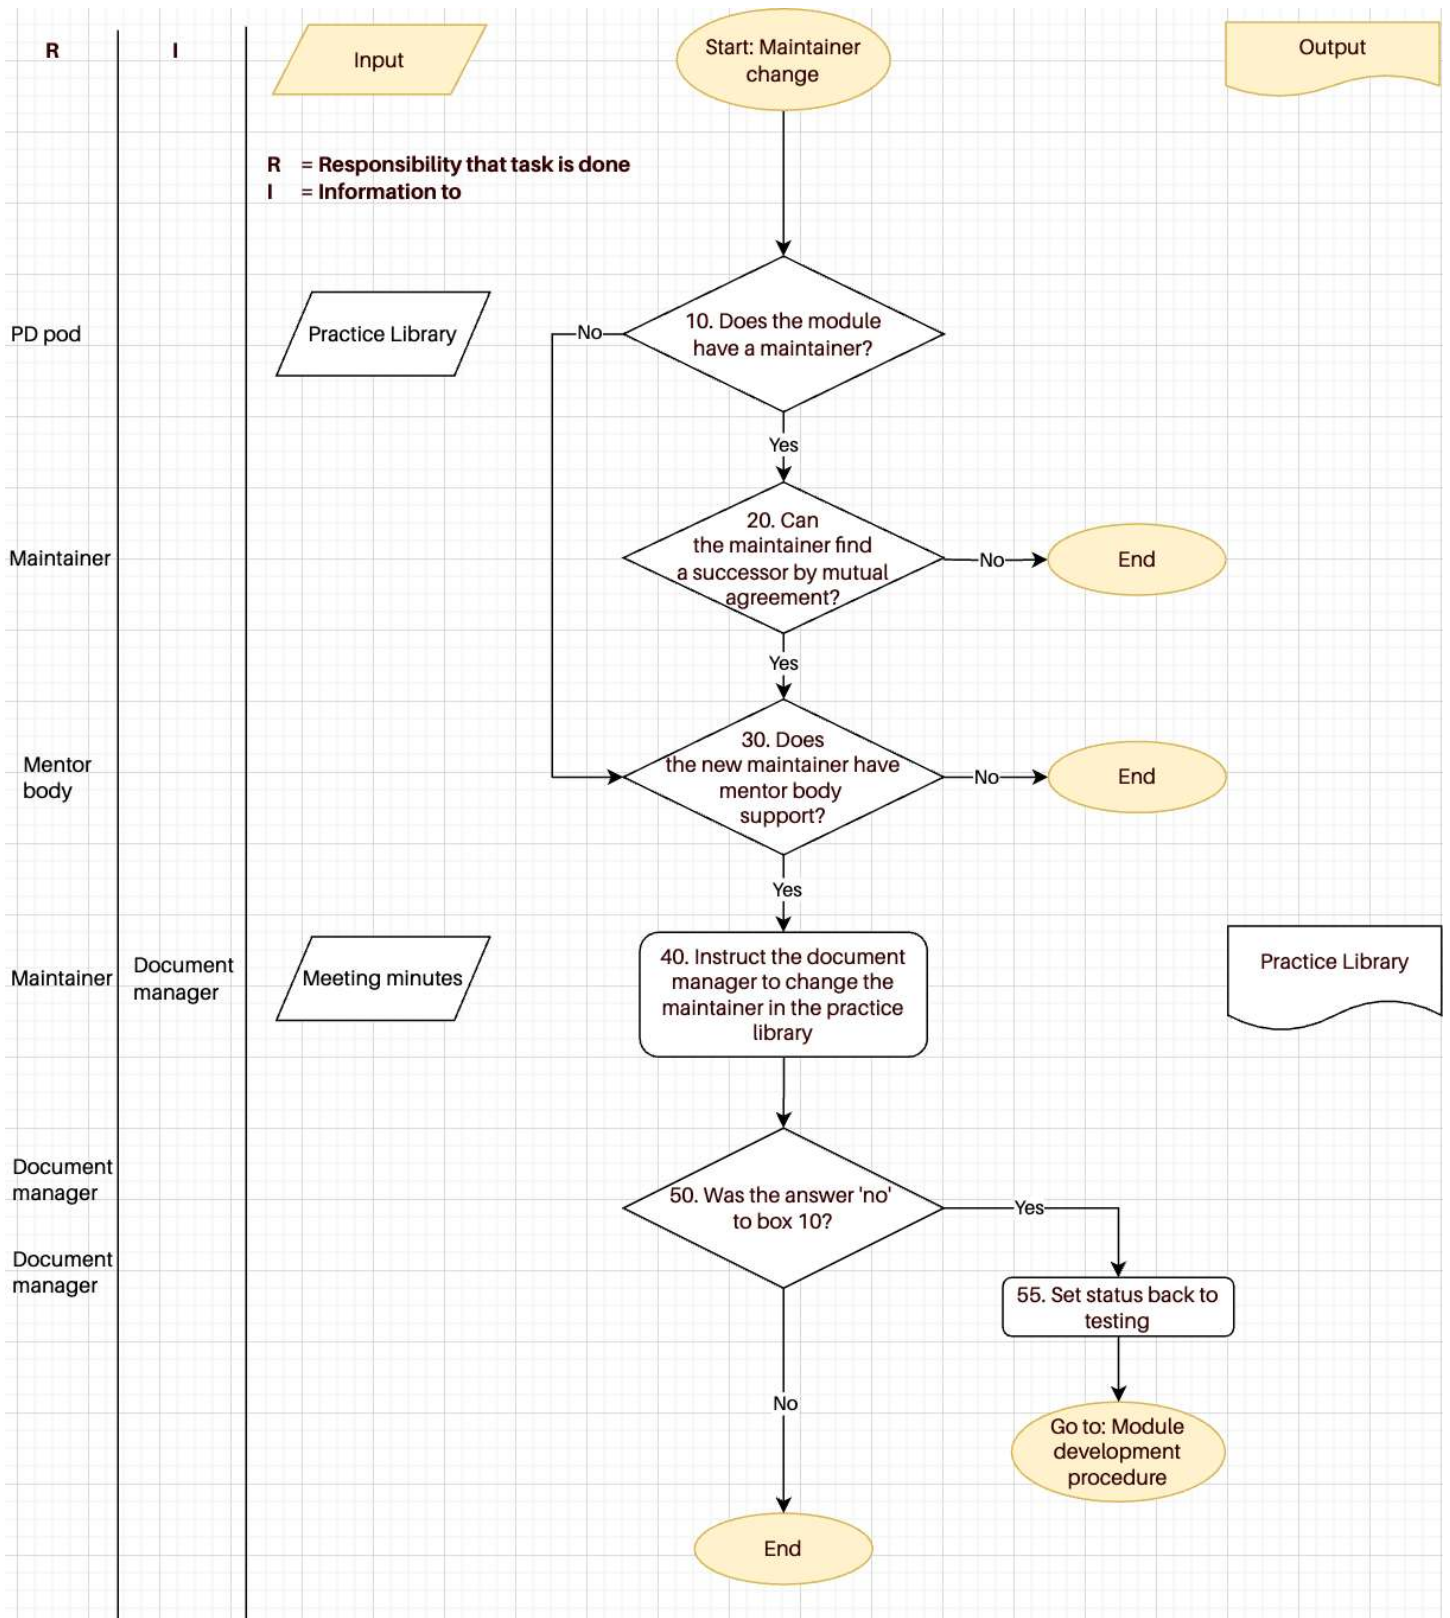 R
I
Input
Start: Maintainer
change
Output
R = Responsibility that task is done
I = Information to
PD pod
Practice Library
No
10. Does the module
have a maintainer?
Yes
Maintainer
20. Can
the maintainer find
a successor by mutual
agreement?
No
End
Yes
Mentor
body
30. Does
the new maintainer have
mentor body
support?
No
End
Yes
Maintainer
Document
manager
Meeting minutes
40. Instruct the document
manager to change the
maintainer in the practice
library
Practice Library
Document
manager
50. Was the answer 'no'
to box 10?
Yes
Document
manager
55. Set status back to
testing
No
Go to: Module
development
procedure
End